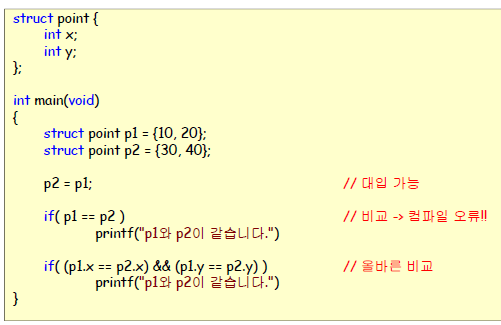 struct point {
int x;
int y;
};
int main(void)
{
struct point p1 = {10, 20};
struct point p2 = {30, 40};
p2 = p1; // 대입 가능
if( p1 == p2 ) // 비교 -> 컴파일 오류!!
printf("p1와 p2이 같습니다.")
if( (p1.x == p2.x) && (p1.y == p2.y) ) // 올바른 비교
printf("p1와 p2이 같습니다.")
}